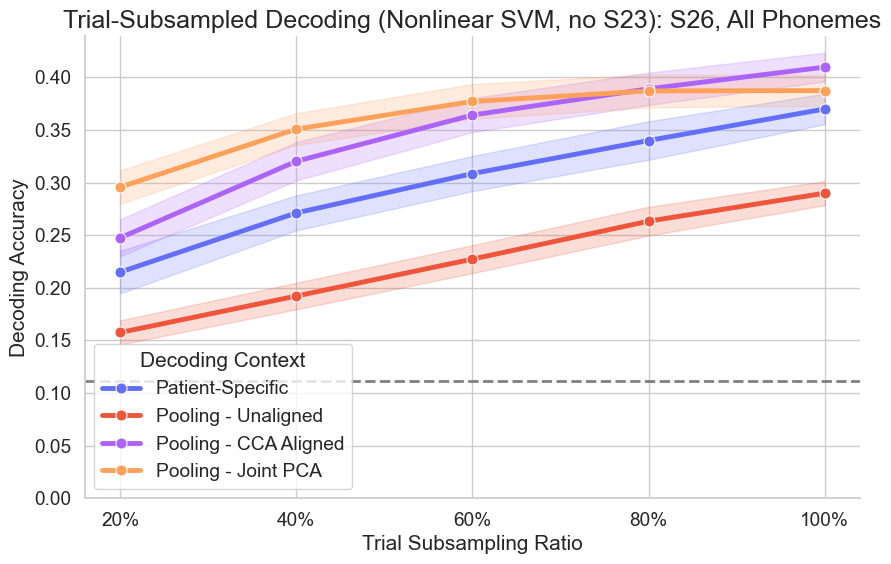 Trial-Subsampled Decoding (Nonlinear SVM, no S23): S26, All Phonemes
Decoding Accuracy
0.40
0.35
0.30
0.25
0.20
0.15
0.10
0.05
0.00
Decoding Context
Patient-Specific
Pooling - Unaligned
Pooling - CCA Aligned
Pooling - Joint PCA
20% 40% 60% 80% 100%
Trial Subsampling Ratio